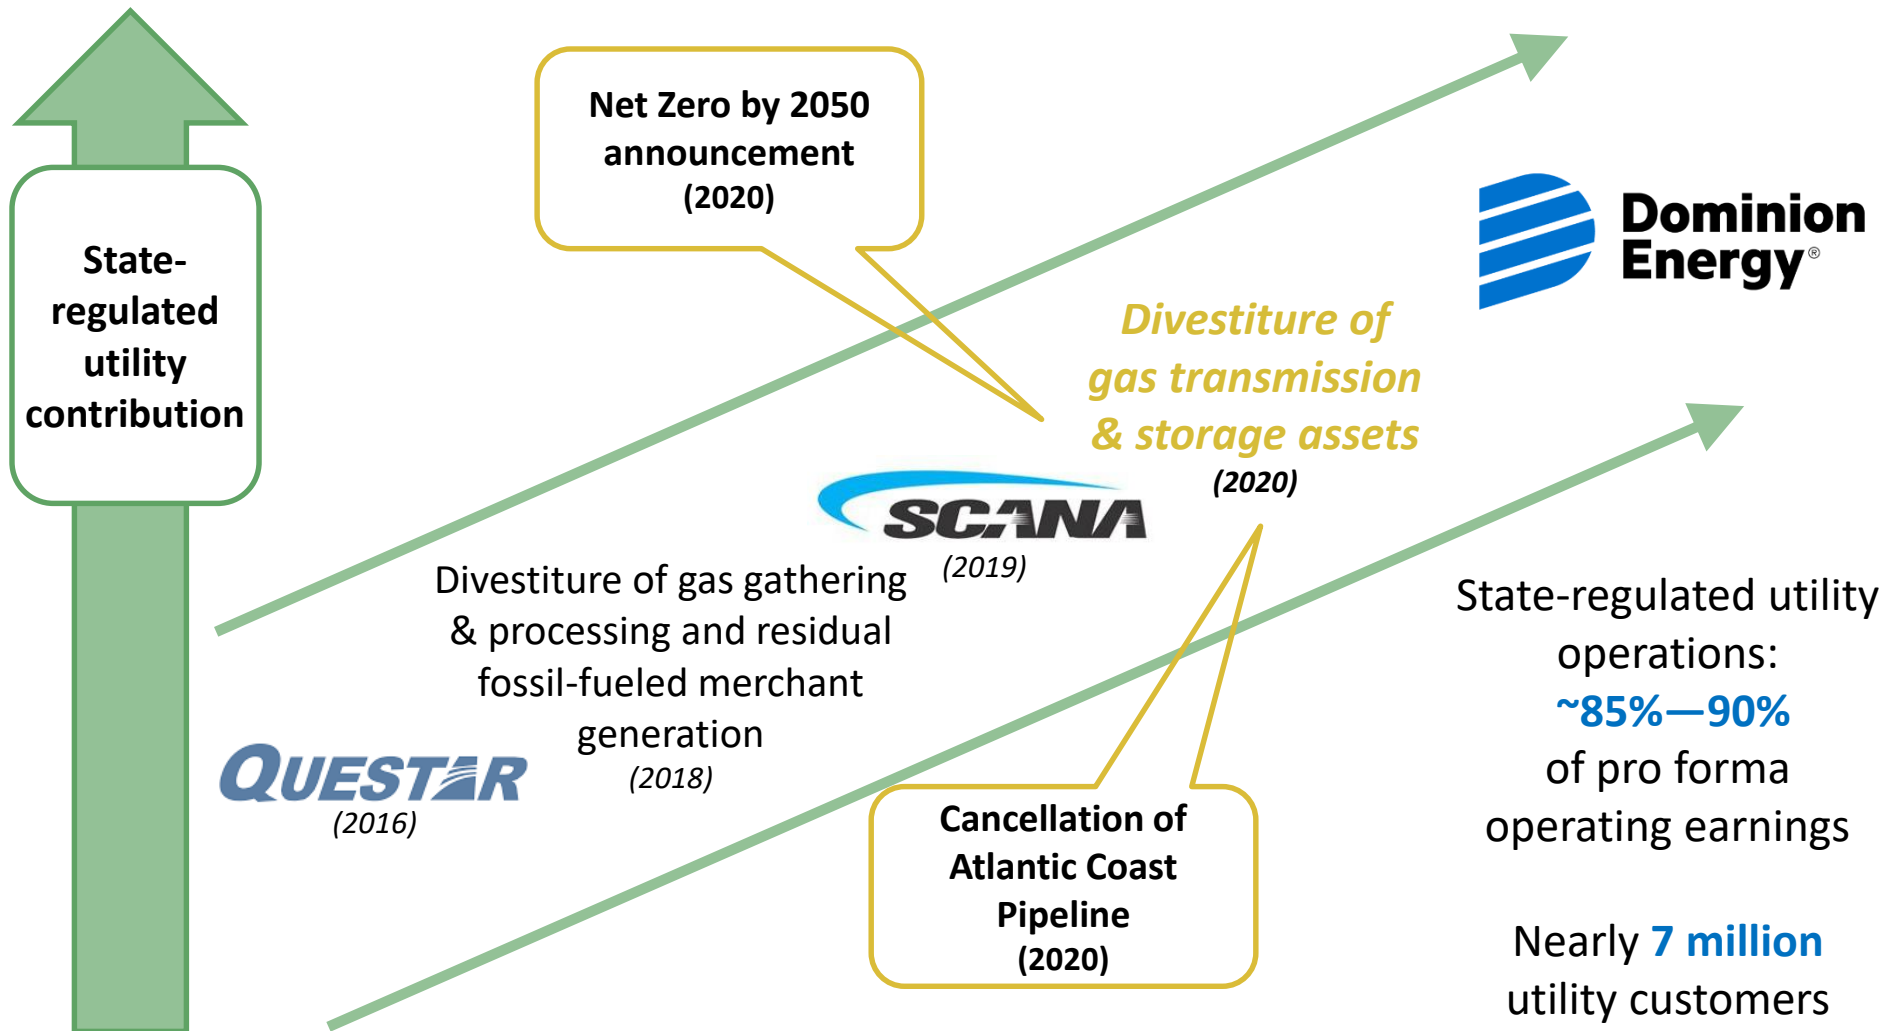 State-
regulated
utility
contribution
Net Zero by 2050
announcement
(2020)
Dominion
Energy®
Divestiture of
gas transmission
& storage assets
(2020)
SCANA
(2019)
Divestiture of gas gathering
& processing and residual
fossil-fueled merchant
generation
(2018)
QUESTAR
(2016)
Cancellation of
Atlantic Coast
Pipeline
(2020)
State-regulated utility
operations:
~85%—90%
of pro forma
operating earnings
Nearly 7 million
utility customers